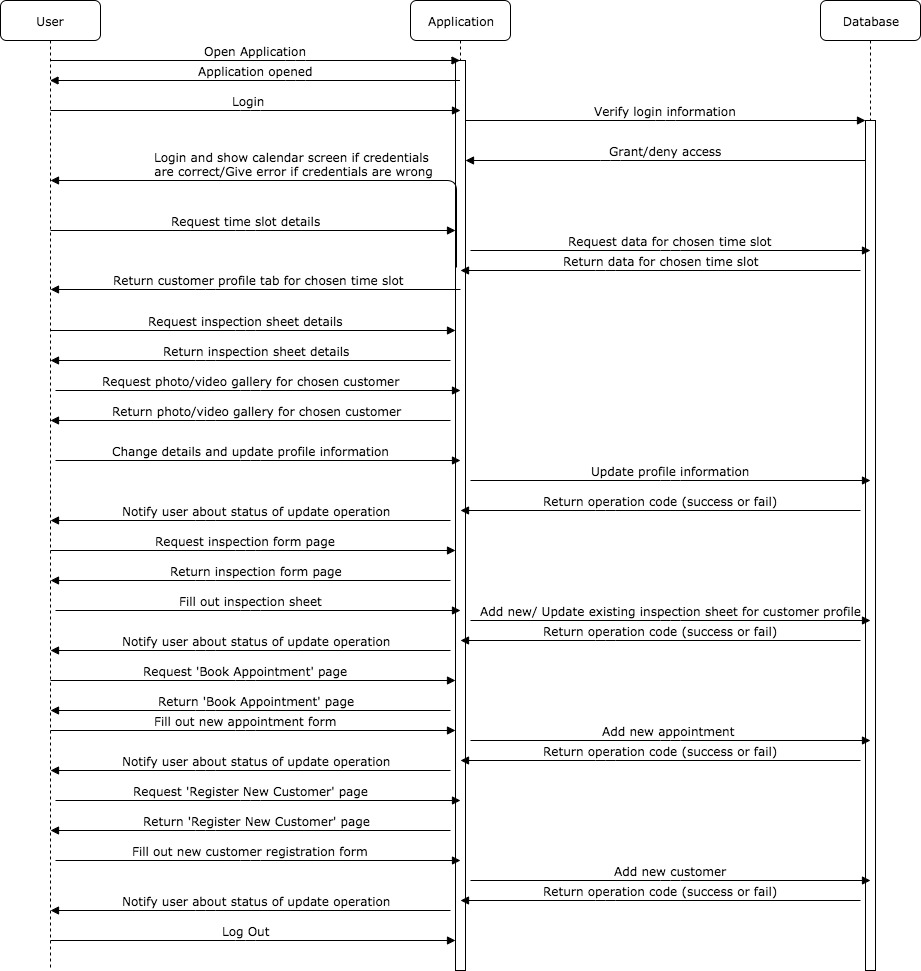 User
Application
Database
Open Application
Application opened
Login
Verify login information
Grant/deny access
Login and show calendar screen if credentials
are correct/Give error if credentials are wrong
Request time slot details
Request data for chosen time slot
Return data for chosen time slot
Return customer profile tab for chosen time slot
Request inspection sheet details
Return inspection sheet details
Request photo/video gallery for chosen customer
Return photo/video gallery for chosen customer
Change details and update profile information
Update profile information
Return operation code (success or fail)
Notify user about status of update operation
Request inspection form page
Return inspection form page
Fill out inspection sheet
Add new/ Update existing inspection sheet for customer profile
Return operation code (success or fail)
Notify user about status of update operation
Request 'Book Appointment' page
Return 'Book Appointment' page
Fill out new appointment form
Add new appointment
Return operation code (success or fail)
Notify user about status of update operation
Request 'Register New Customer' page
Return 'Register New Customer' page
Fill out new customer registration form
Add new customer
Return operation code (success or fail)
Notify user about status of update operation
Log Out